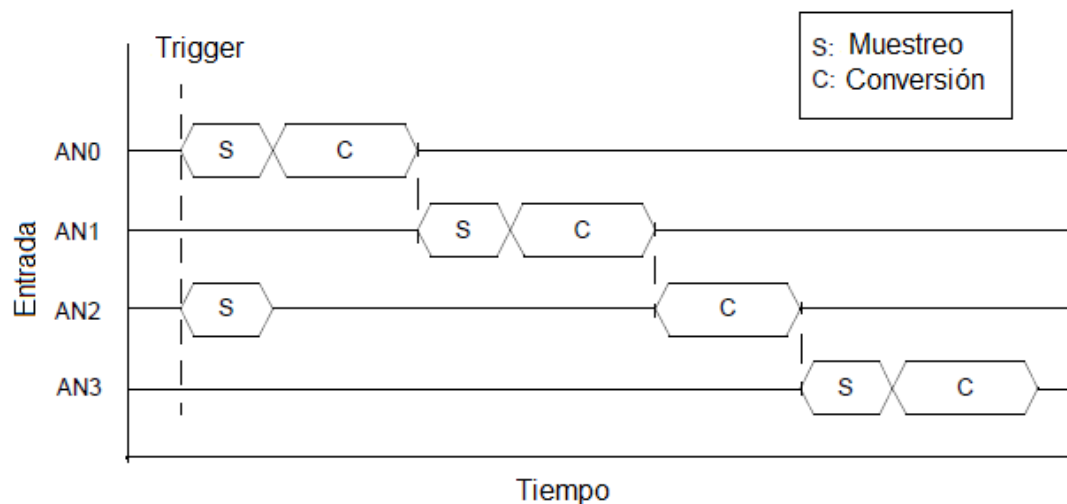 Trigger
S: Muestreo
C: Conversión
AN0
S
C
AN1
S
C
Entrada
AN2
S
C
AN3
S
C
Tiempo